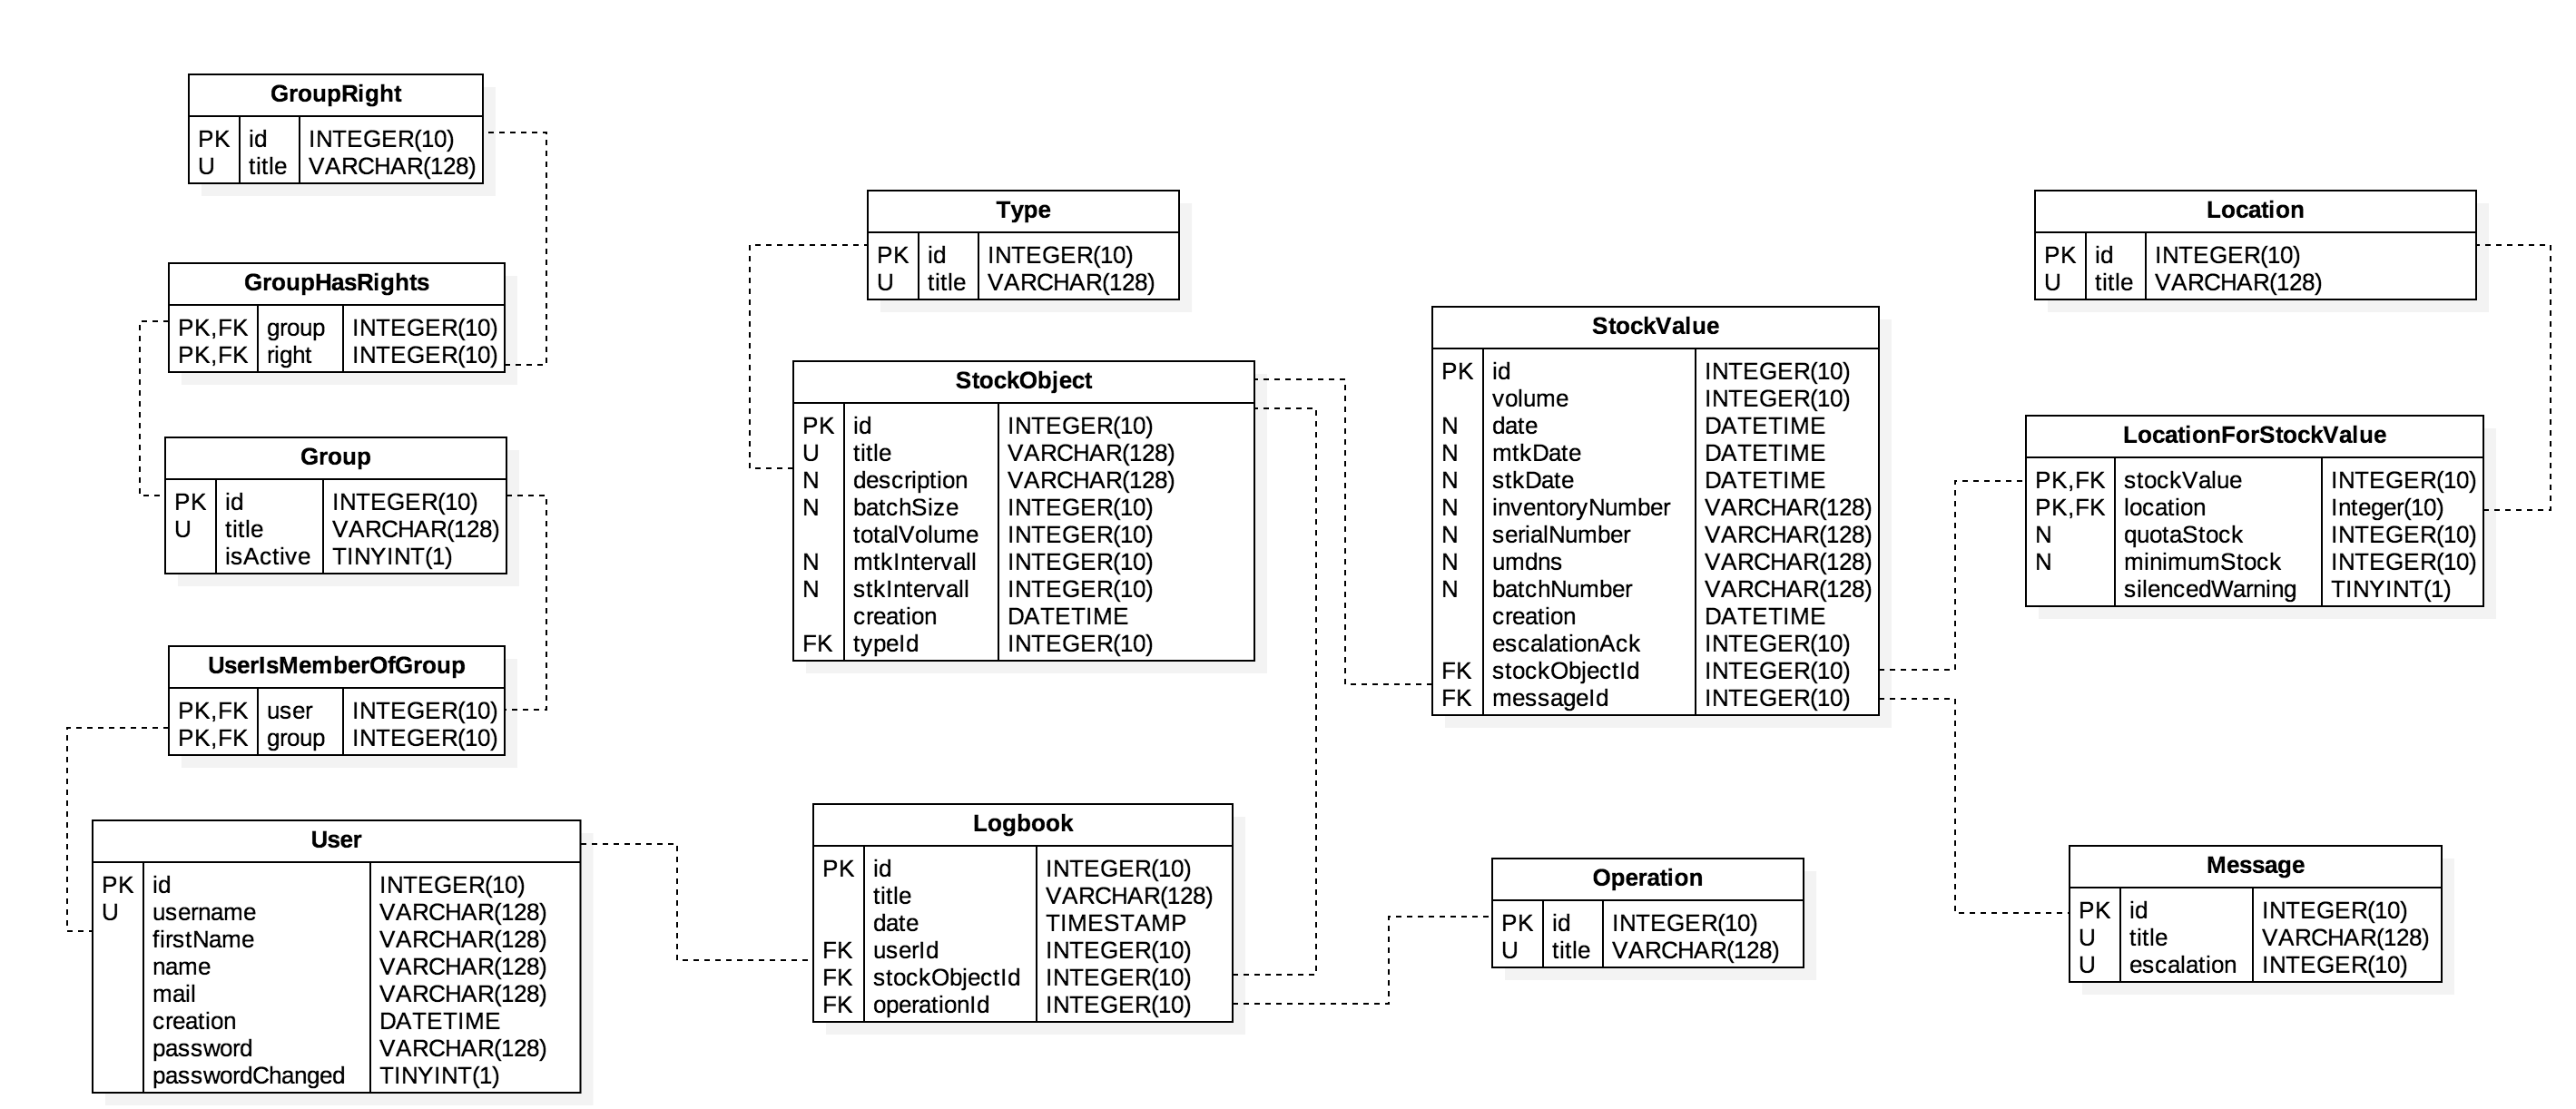 GroupRight
PK id INTEGER(10)
U title VARCHAR(128)
GroupHasRights
PK,FK group INTEGER(10)
PK,FK right INTEGER(10)
Group
PK id INTEGER(10)
U title VARCHAR(128)
isActive TINYINT(1)
UserIsMemberOfGroup
PK,FK user INTEGER(10)
PK,FK group INTEGER(10)
User
PK id INTEGER(10)
U username VARCHAR(128)
firstName VARCHAR(128)
name VARCHAR(128)
mail VARCHAR(128)
creation DATETIME
password VARCHAR(128)
passwordChanged TINYINT(1)
Type
PK id INTEGER(10)
U title VARCHAR(128)
StockObject
PK id INTEGER(10)
U title VARCHAR(128)
N description VARCHAR(128)
N batchSize INTEGER(10)
totalVolume INTEGER(10)
N mtkIntervall INTEGER(10)
N stkIntervall INTEGER(10)
creation DATETIME
FK typeId INTEGER(10)
Logbook
PK id INTEGER(10)
title VARCHAR(128)
date TIMESTAMP
FK userId INTEGER(10)
FK stockObjectId INTEGER(10)
FK operationId INTEGER(10)
StockValue
PK id INTEGER(10)
volume INTEGER(10)
N date DATETIME
N mtkDate DATETIME
N stkDate DATETIME
N inventoryNumber VARCHAR(128)
N serialNumber VARCHAR(128)
N umdns VARCHAR(128)
N batchNumber VARCHAR(128)
creation DATETIME
escalationAck INTEGER(10)
FK stockObjectId INTEGER(10)
FK messageId INTEGER(10)
Operation
PK id INTEGER(10)
U title VARCHAR(128)
Location
PK id INTEGER(10)
U title VARCHAR(128)
LocationForStockValue
PK,FK stockValue INTEGER(10)
PK,FK location Integer(10)
N quotaStock INTEGER(10)
N minimumStock INTEGER(10)
silencedWarning TINYINT(1)
Message
PK id INTEGER(10)
U title VARCHAR(128)
U escalation INTEGER(10)